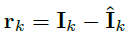 r_k = I_k − Î_k